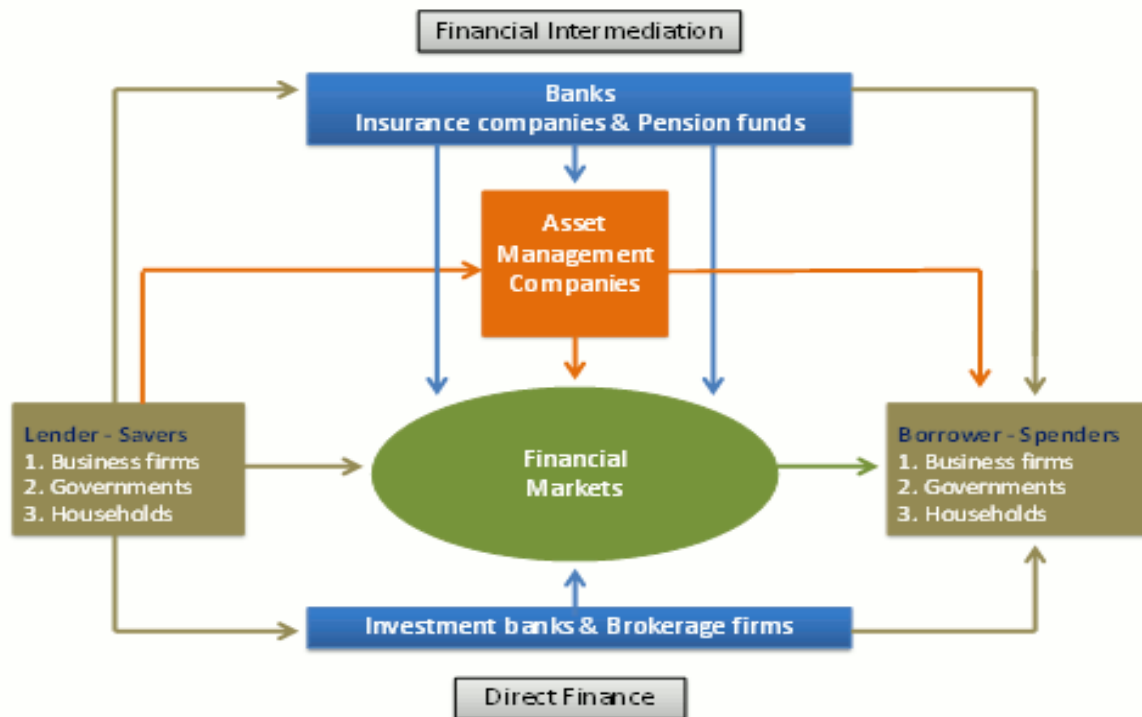 Financial Intermediation
Banks
Insurance companies & Pension funds
Asset
Management
Companies
Lender - Savers
1. Business firms
2. Governments
3. Households
Financial
Markets
Borrower - Spenders
1. Business firms
2. Governments
3. Households
Investment banks & Brokerage firms
Direct Finance